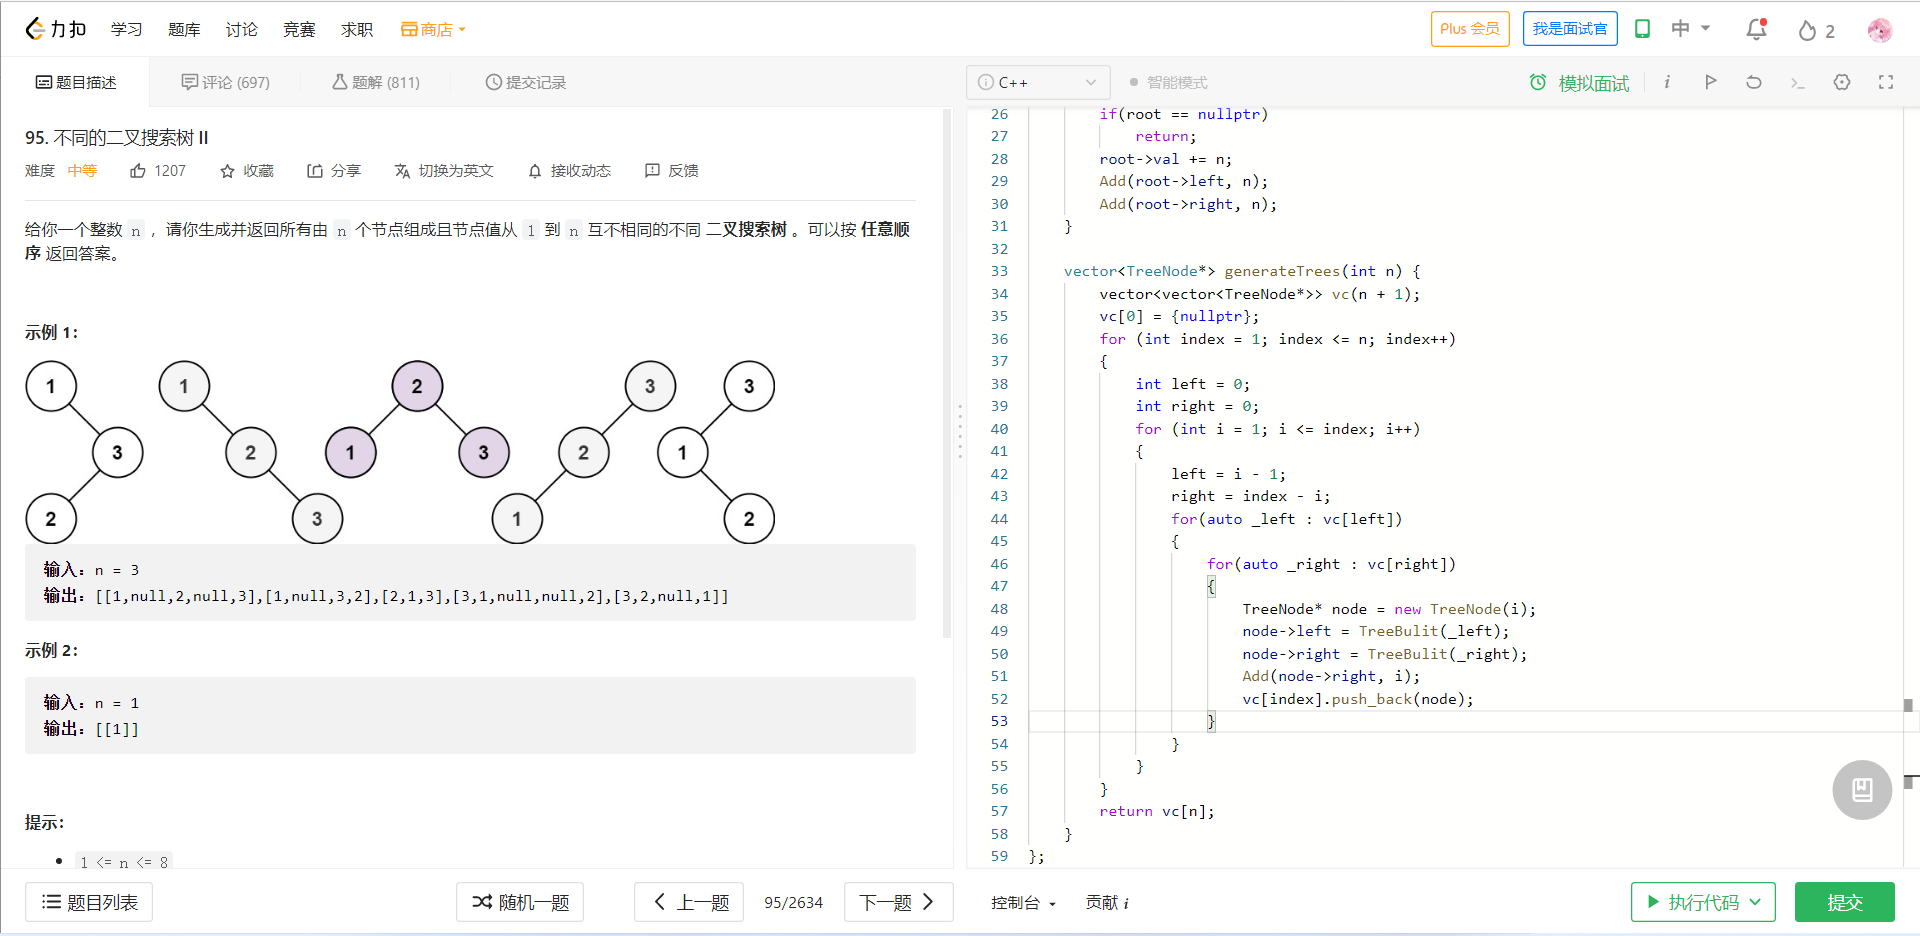 力扣 学习 题库 讨论 竞赛 求职 商店 Plus 会员 我是面试官 中 2
题目描述 评论 (697) 题解 (811) 提交记录
95. 不同的二叉搜索树 II
难度 中等 1207 收藏 分享 切换为英文 接收动态 反馈
给你一个整数 n ，请你生成并返回所有由 n 个节点组成且节点值从 1 到 n 互不相同的不同 二叉搜索树 。可以按 任意顺
序 返回答案。
示例 1：
1 1 2 3 3
3 2 1 3 2 1
2 3 1 2
输入：n = 3
输出：[[1,null,2,null,3],[1,null,3,2],[2,1,3],[3,1,null,null,2],[3,2,null,1]]
示例 2：
输入：n = 1
输出：[[1]]
提示：
• 1 <= n <= 8
C++ 智能模式 模拟面试 i
26 if(root == nullptr)
27 return;
28 root->val += n;
29 Add(root->left, n);
30 Add(root->right, n);
31 }
32
33 vector<TreeNode*> generateTrees(int n) {
34 vector<vector<TreeNode*>> vc(n + 1);
35 vc[0] = {nullptr};
36 for (int index = 1; index <= n; index++)
37 {
38 int left = 0;
39 int right = 0;
40 for (int i = 1; i <= index; i++)
41 {
42 left = i - 1;
43 right = index - i;
44 for(auto _left : vc[left])
45 {
46 for(auto _right : vc[right])
47 {
48 TreeNode* node = new TreeNode(i);
49 node->left = TreeBulit(_left);
50 node->right = TreeBulit(_right);
51 Add(node->right, i);
52 vc[index].push_back(node);
53 }
54 }
55 }
56 }
57 return vc[n];
58 }
59 };
题目列表 随机一题 上一题 95/2634 下一题 控制台 贡献 i 执行代码 提交